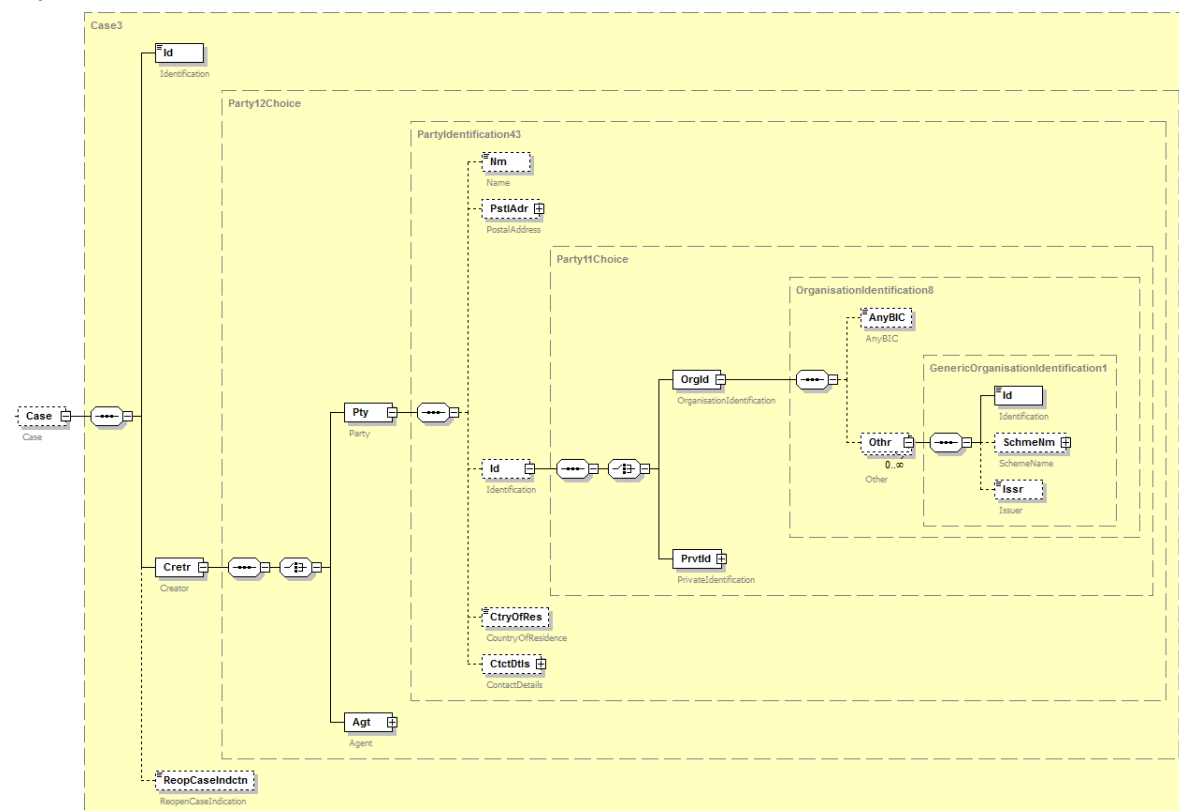 Case3
Id
Identification
Party12Choice
PartyIdentification43
Nm
Name
PstlAdr
PostalAddress
Party11Choice
OrganisationIdentification8
AnyBIC
AnyBIC
GenericOrganisationIdentification1
OrgId
OrganisationIdentification
Id
Identification
Case
Case
Pty
Party
Othr
0..∞
Other
SchmeNm
SchemeName
Id
Identification
Issr
Issuer
Cretr
Creator
PrvtId
PrivateIdentification
CtryOfRes
CountryOfResidence
CtctDtls
ContactDetails
Agt
Agent
ReopCaseIndctn
ReopenCaseIndication